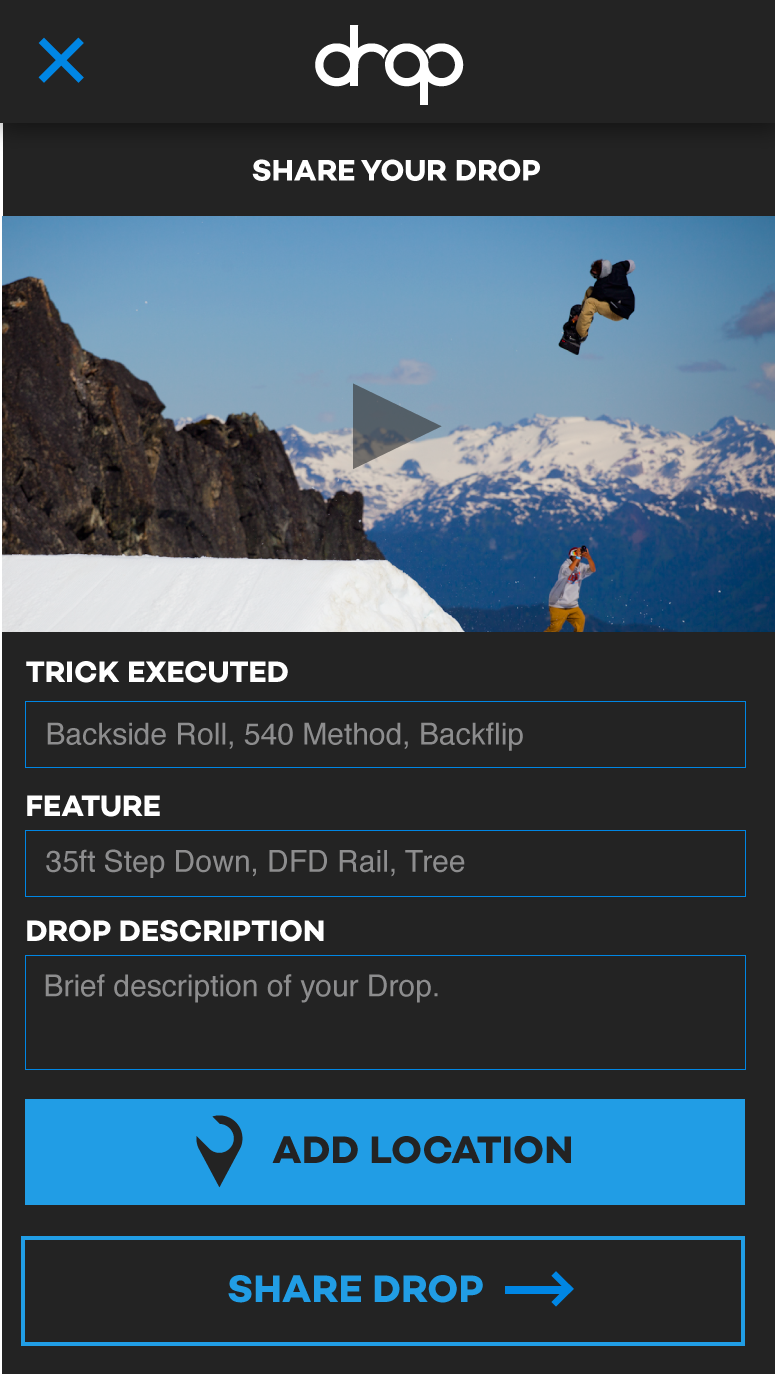 drop
SHARE YOUR DROP
TRICK EXECUTED
Backside Roll, 540 Method, Backflip
FEATURE
35ft Step Down, DFD Rail, Tree
DROP DESCRIPTION
Brief description of your Drop.
ADD LOCATION
SHARE DROP